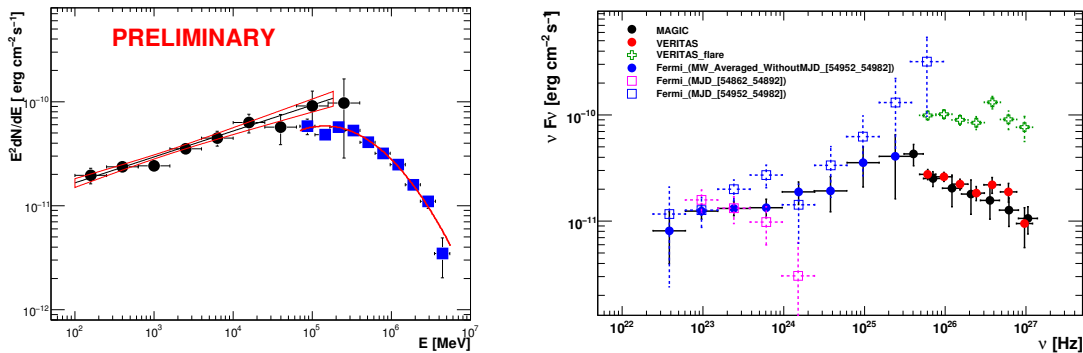 PRELIMINARY
E²dN/dE [ erg cm⁻² s⁻¹]
10⁻¹⁰
10⁻¹¹
10⁻¹²
10² 10³ 10⁴ 10⁵ 10⁶ 10⁷
E [MeV]
MAGIC
VERITAS
VERITAS_flare
Fermi_(MW_Averaged_WithoutMJD_[54952_54982])
Fermi_(MJD_[54862_54892])
Fermi_(MJD_[54952_54982])
ν Fν [erg cm⁻² s⁻¹]
10⁻¹⁰
10⁻¹¹
10²² 10²³ 10²⁴ 10²⁵ 10²⁶ 10²⁷
ν [Hz]